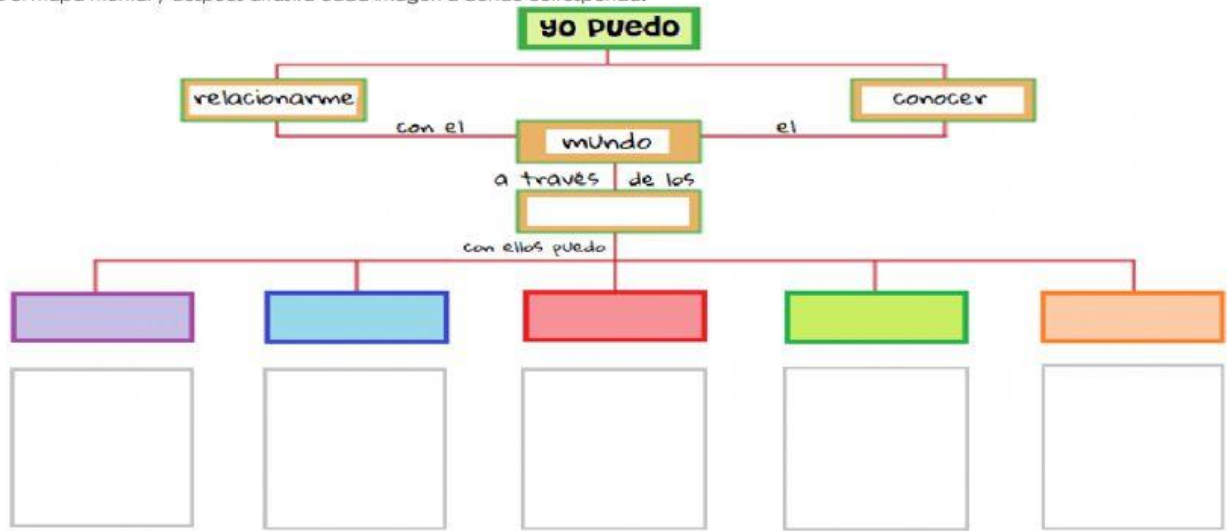 yo puedo
relacionarme
conocer
con el
el
mundo
a través de los
con ellos puedo